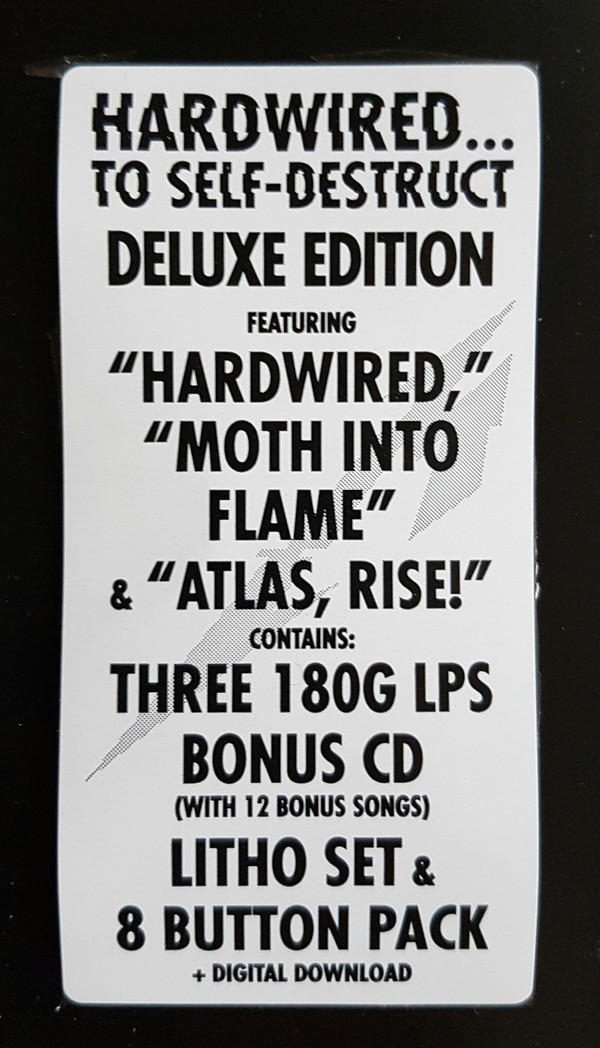 HARDWIRED...
TO SELF-DESTRUCT
DELUXE EDITION
FEATURING
“HARDWIRED,”
“MOTH INTO
FLAME”
& “ATLAS, RISE!”
CONTAINS:
THREE 180G LPS
BONUS CD
(WITH 12 BONUS SONGS)
LITHO SET &
8 BUTTON PACK
+ DIGITAL DOWNLOAD